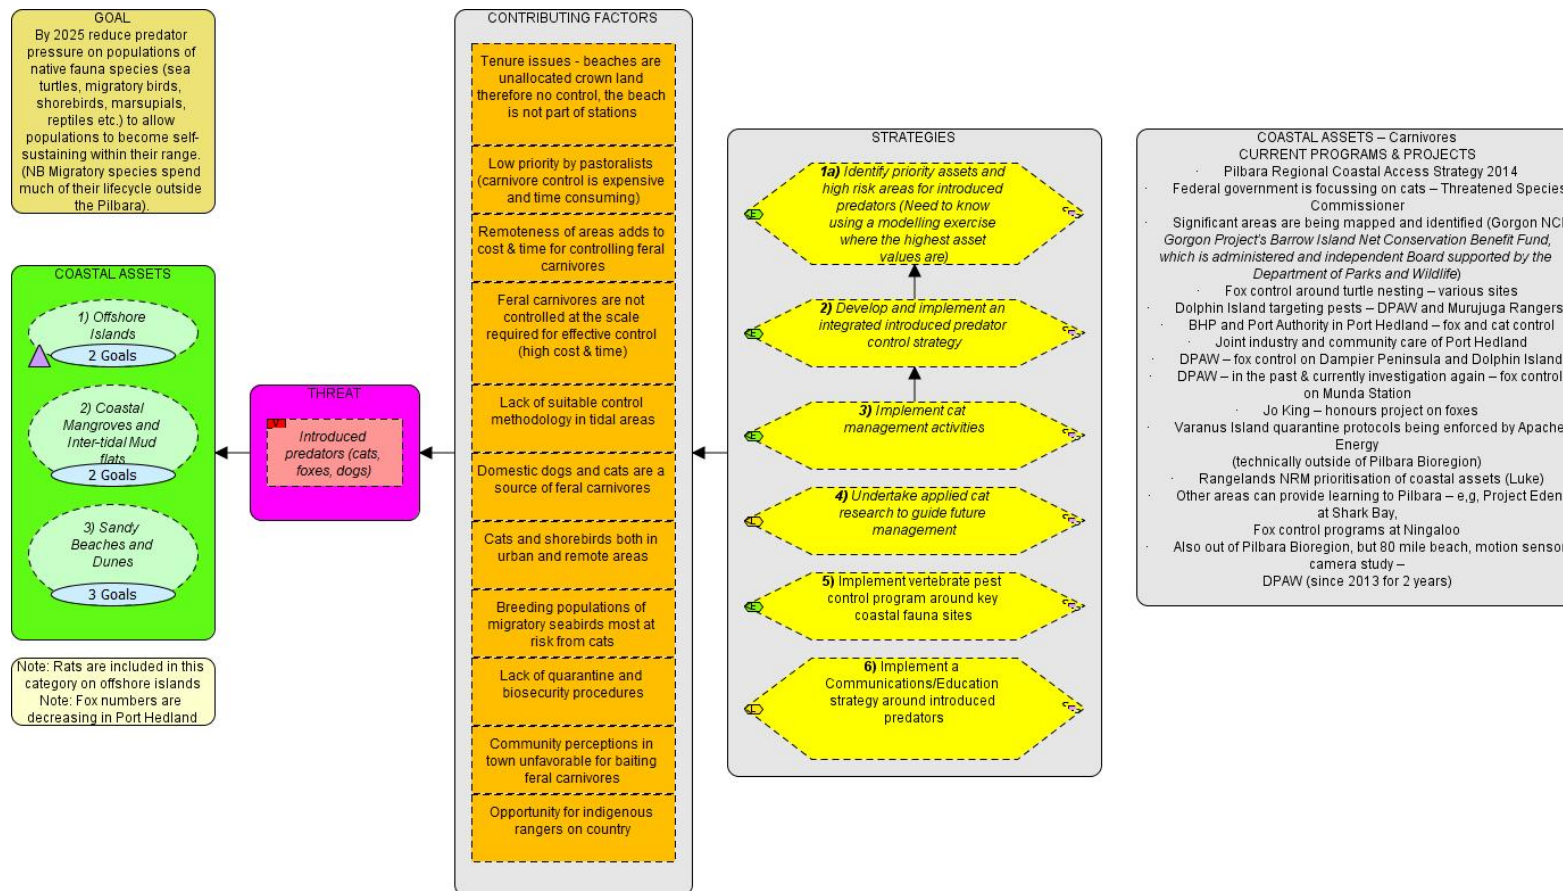 GOAL
By 2025 reduce predator
pressure on populations of
native fauna species (sea
turtles, migratory birds,
shorebirds, marsupials,
reptiles etc.) to allow
populations to become self-
sustaining within their range.
(NB Migratory species spend
much of their lifecycle outside
the Pilbara).
COASTAL ASSETS
1) Offshore
Islands
2 Goals
2) Coastal
Mangroves and
Inter-tidal Mud
flats
2 Goals
3) Sandy
Beaches and
Dunes
3 Goals
Note: Rats are included in this
category on offshore islands
Note: Fox numbers are
decreasing in Port Hedland
THREAT
Introduced
predators (cats,
foxes, dogs)
CONTRIBUTING FACTORS
Tenure issues - beaches are
unallocated crown land
therefore no control, the beach
is not part of stations
Low priority by pastoralists
(carnivore control is expensive
and time consuming)
Remoteness of areas adds to
cost & time for controlling feral
carnivores
Feral carnivores are not
controlled at the scale
required for effective control
(high cost & time)
Lack of suitable control
methodology in tidal areas
Domestic dogs and cats are a
source of feral carnivores
Cats and shorebirds both in
urban and remote areas
Breeding populations of
migratory seabirds most at
risk from cats
Lack of quarantine and
biosecurity procedures
Community perceptions in
town unfavorable for baiting
feral carnivores
Opportunity for indigenous
rangers on country
STRATEGIES
1a) Identify priority assets and
high risk areas for introduced
predators (Need to know
using a modelling exercise
where the highest asset
values are)
2) Develop and implement an
integrated introduced predator
control strategy
3) Implement cat
management activities
4) Undertake applied cat
research to guide future
management
5) Implement vertebrate pest
control program around key
coastal fauna sites
6) Implement a
Communications/Education
strategy around introduced
predators
COASTAL ASSETS – Carnivores
CURRENT PROGRAMS & PROJECTS
· Pilbara Regional Coastal Access Strategy 2014
· Federal government is focussing on cats – Threatened Species
Commissioner
· Significant areas are being mapped and identified (Gorgon
Gorgon Project's Barrow Island Net Conservation Benefit Fund,
which is administered and independent Board supported by the
Department of Parks and Wildlife)
· Fox control around turtle nesting – various sites
· Dolphin Island targeting pests – DPAW and Murujuga Rangers
· BHP and Port Authority in Port Hedland – fox and cat control
· Joint industry and community care of Port Hedland
· DPAW – fox control on Dampier Peninsula and Dolphin Island
· DPAW – in the past & currently investigation again – fox control
on Munda Station
· Jo King – honours project on foxes
· Varanus Island quarantine protocols being enforced by Apache
Energy
(technically outside of Pilbara Bioregion)
· Rangelands NRM prioritisation of coastal assets (Luke)
· Other areas can provide learning to Pilbara – e,g, Project Eden
at Shark Bay,
Fox control programs at Ningaloo
· Also out of Pilbara Bioregion, but 80 mile beach, motion sensor
camera study –
DPAW (since 2013 for 2 years)